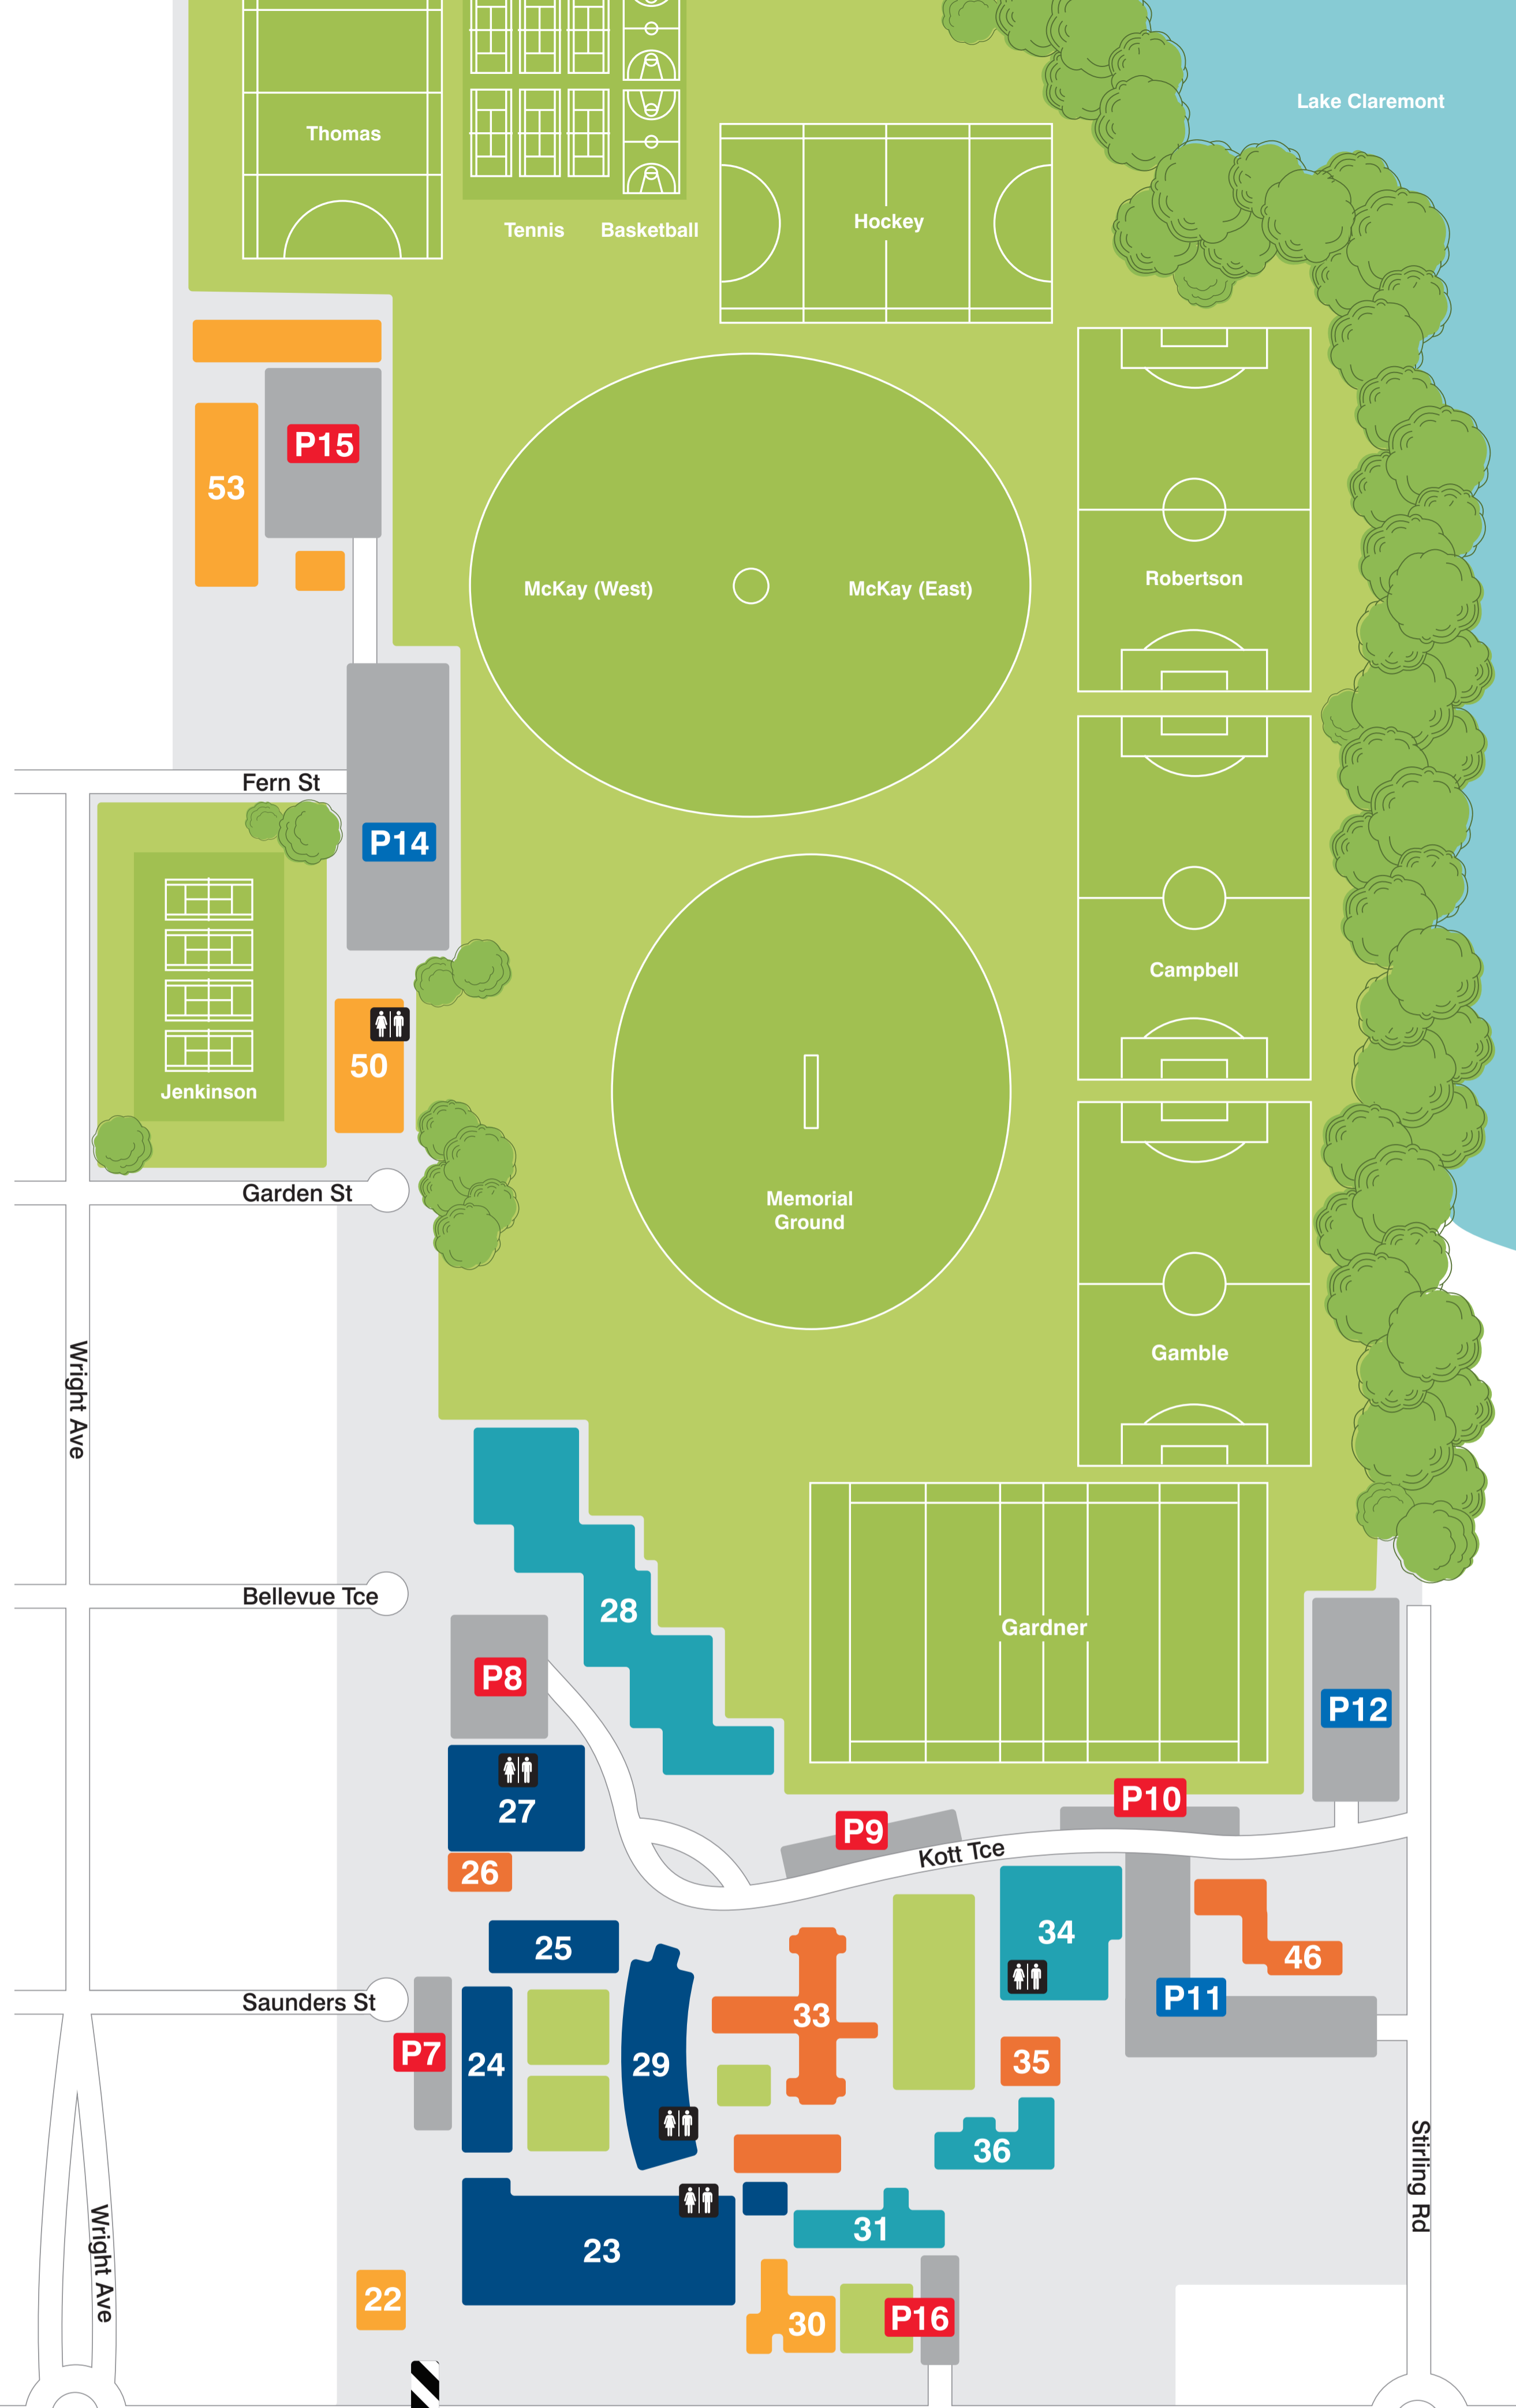 Lake Claremont
Thomas
Tennis
Basketball
Hockey
P15
53
McKay (West)
McKay (East)
Robertson
Fern St
P14
Campbell
50
Jenkinson
Garden St
Memorial
Ground
Wright Ave
Gamble
Bellevue Tce
28
Gardner
P8
P12
27
P10
P9
Kott Tce
26
25
34
46
Saunders St
P11
33
P7
24
29
35
36
Stirling Rd
31
23
Wright Ave
22
30
P16